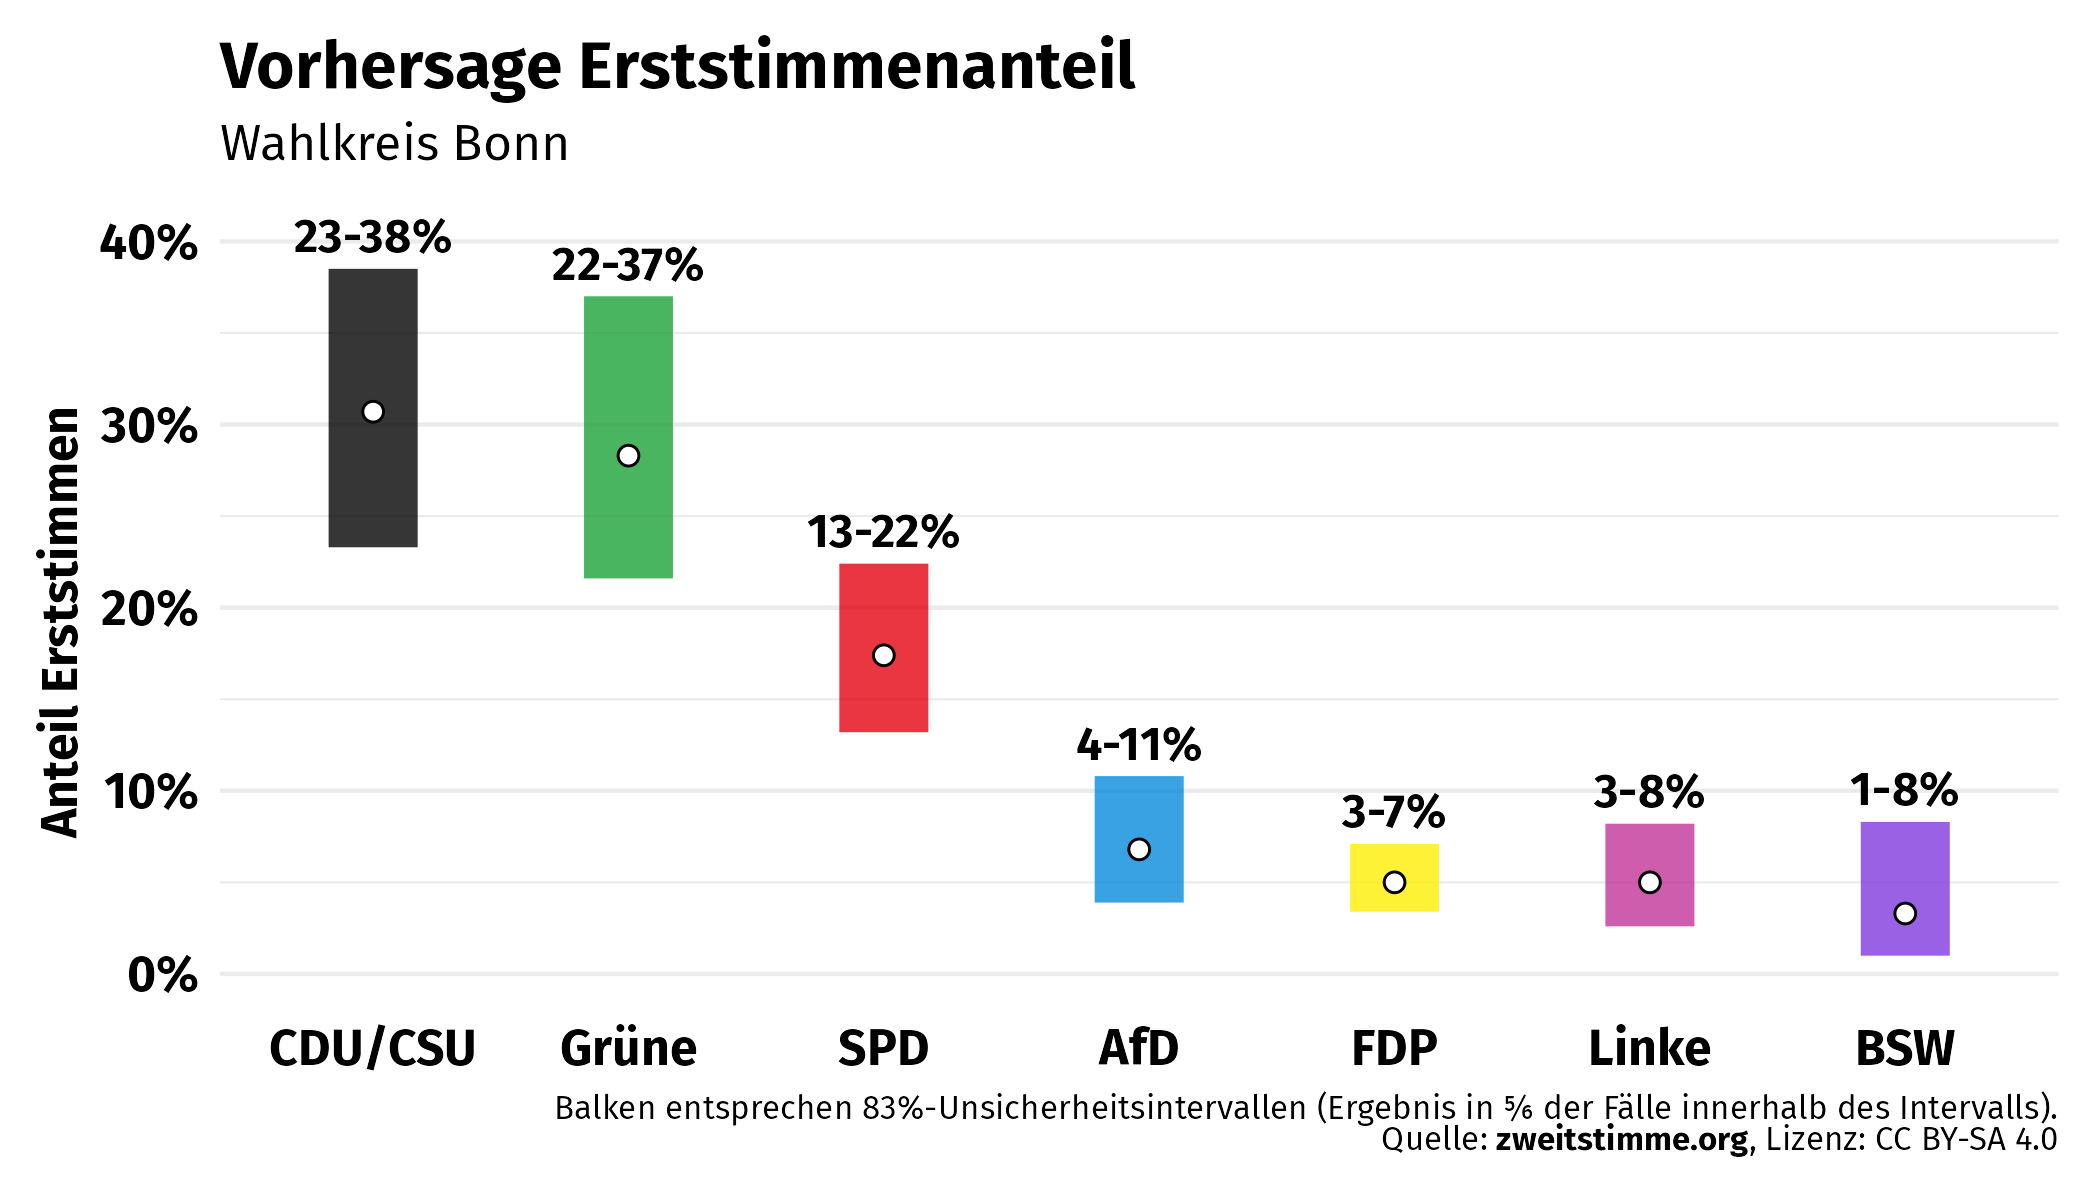 Vorhersage Erststimmenanteil
Wahlkreis Bonn
Anteil Erststimmen
40%
30%
20%
10%
0%
23-38%
22-37%
13-22%
4-11%
3-7%
3-8%
1-8%
CDU/CSU
Grüne
SPD
AfD
FDP
Linke
BSW
Balken entsprechen 83%-Unsicherheitsintervallen (Ergebnis in ⅚ der Fälle innerhalb des Intervalls).
Quelle: zweitstimme.org, Lizenz: CC BY-SA 4.0